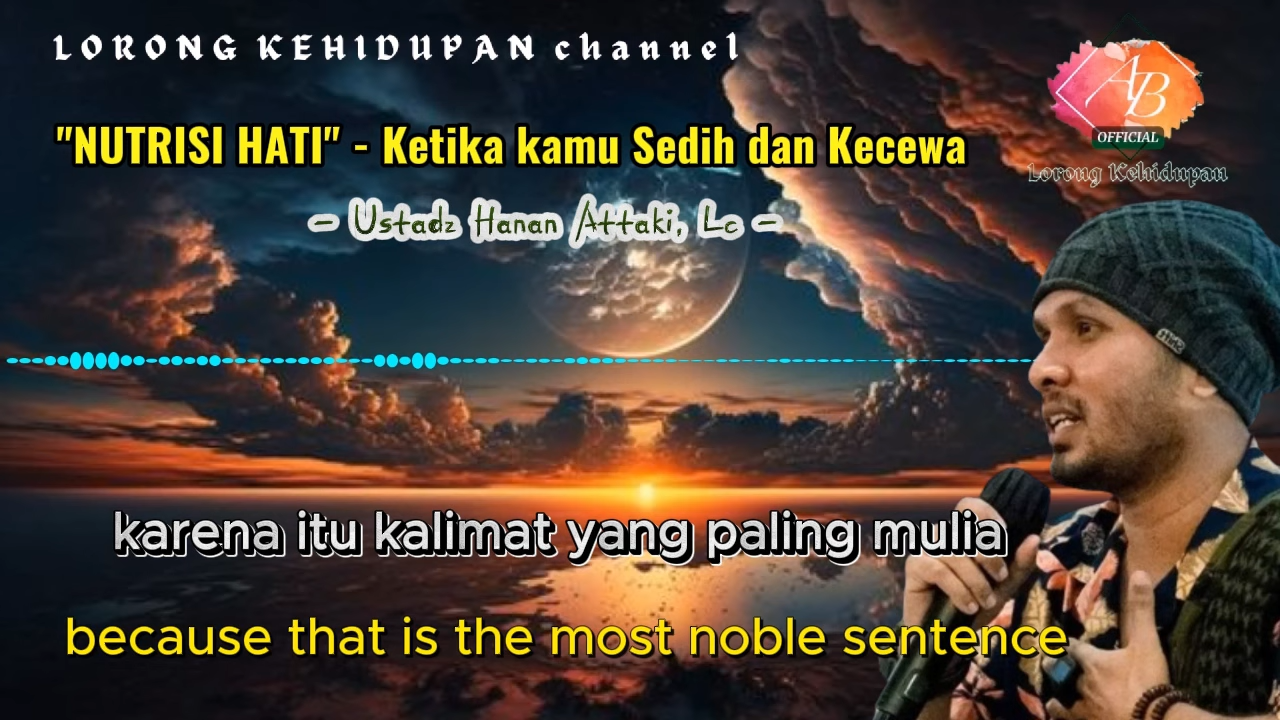 LORONG KEHIDUPAN channel
AB
OFFICIAL
Lorong Kehidupan
"NUTRISI HATI" - Ketika kamu Sedih dan Kecewa
- Ustadz Hanan Attaki, Lc -
karena itu kalimat yang paling mulia
because that is the most noble sentence